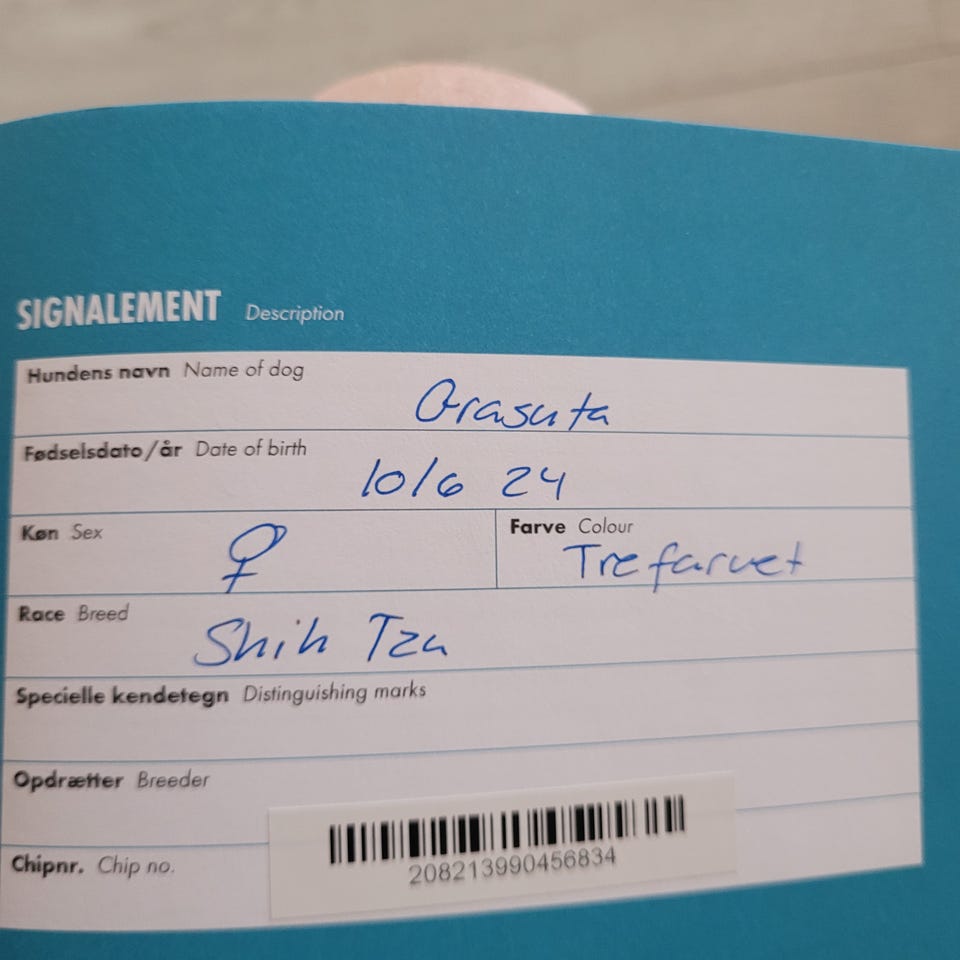 SIGNALEMENT Description
Hundens navn Name of dog
Grasuta
Fødselsdato/år Date of birth
10/6 24
Køn Sex ♀
Farve Colour
Trefarvet
Race Breed
Shih Tzu
Specielle kendetegn Distinguishing marks
Opdrætter Breeder
Chipnr. Chip no.
208213990456834